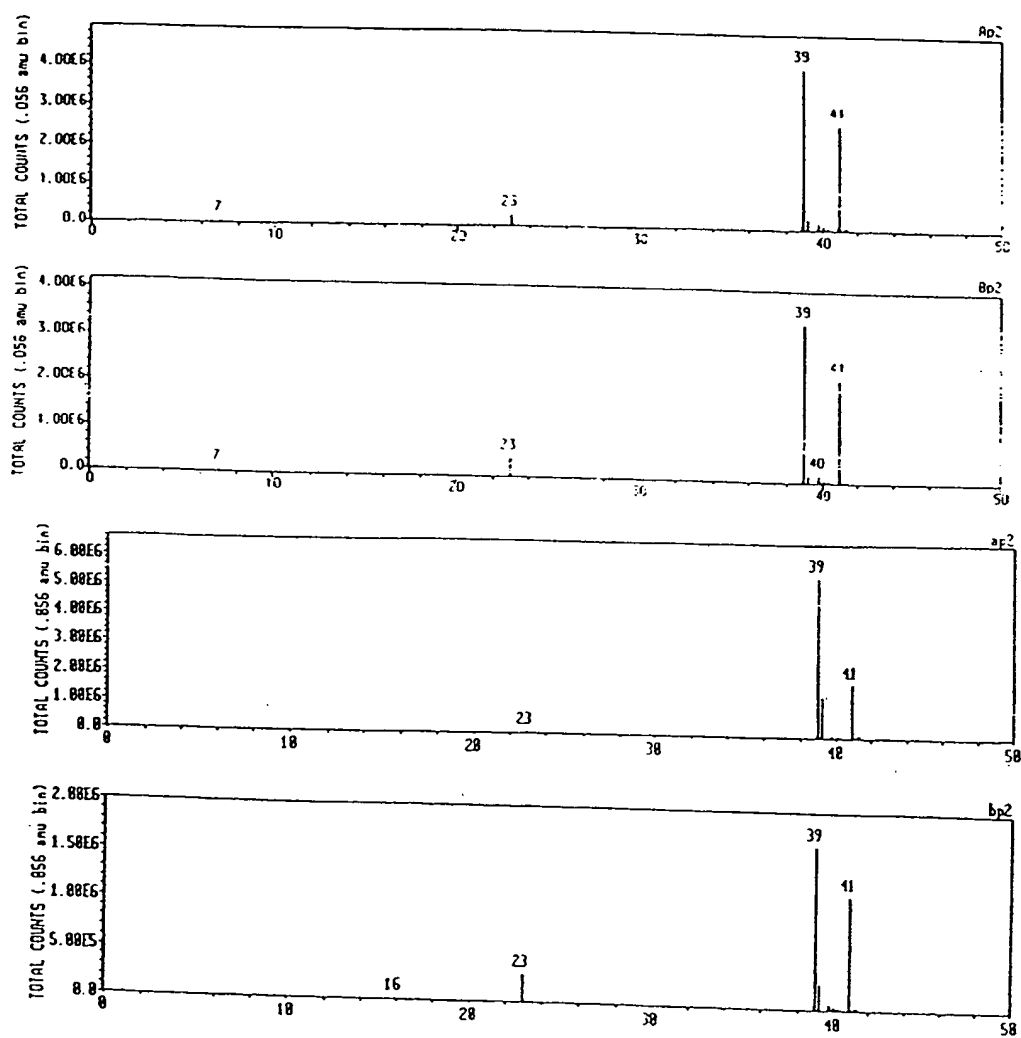 Ap2
TOTAL COUNTS (.056 amu bin)
4.00E6
3.00E6
2.00E6
1.00E6
0.0
7
23
39
41
0 10 20 30 40 50
Bp2
TOTAL COUNTS (.056 amu bin)
4.00E6
3.00E6
2.00E6
1.00E6
0.0
7
23
39
40
41
0 10 20 30 40 50
ap2
TOTAL COUNTS (.056 amu bin)
6.00E6
5.00E6
4.00E6
3.00E6
2.00E6
1.00E6
0.0
23
39
41
0 10 20 30 40 50
bp2
TOTAL COUNTS (.056 amu bin)
2.00E6
1.50E6
1.00E6
5.00E5
0.0
16
23
39
41
0 10 20 30 40 50